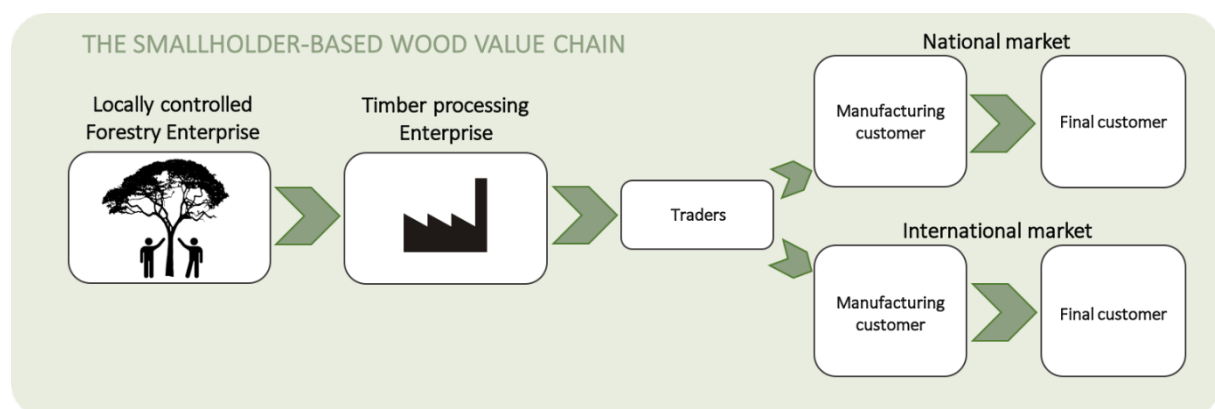 THE SMALLHOLDER-BASED WOOD VALUE CHAIN
Locally controlled
Forestry Enterprise
Timber processing
Enterprise
Traders
National market
Manufacturing
customer
Final customer
International market
Manufacturing
customer
Final customer